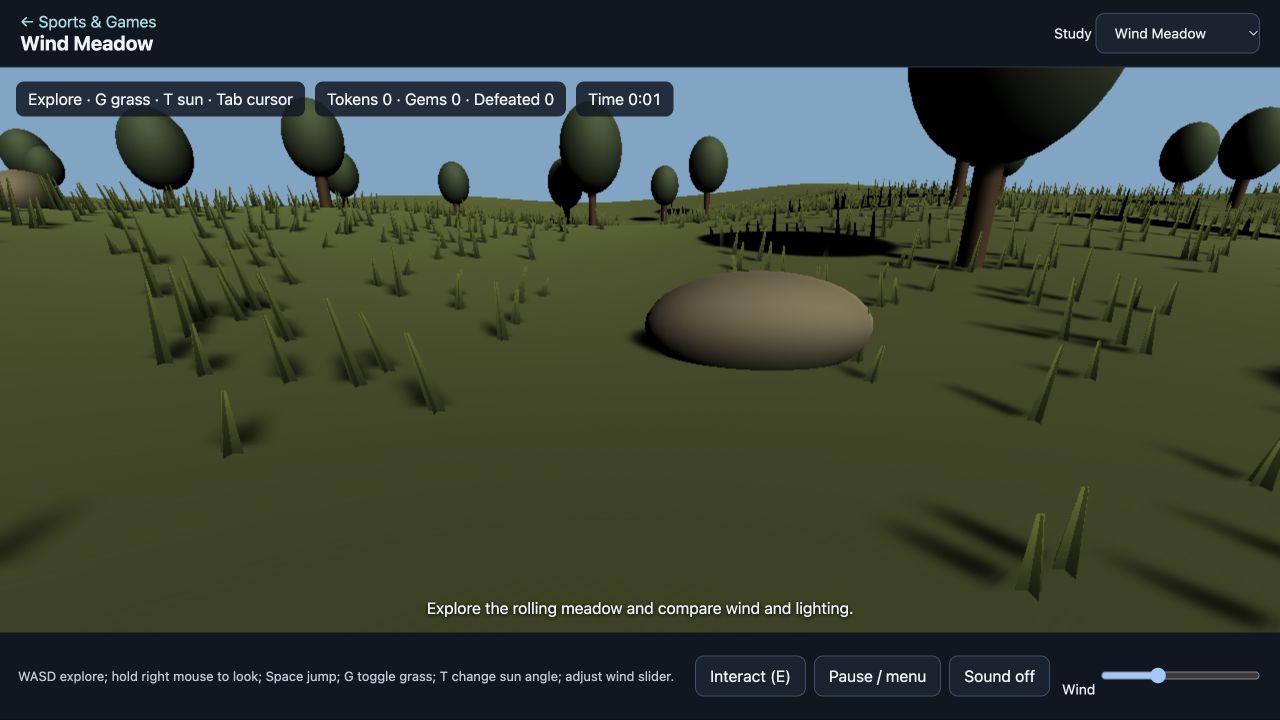 ← Sports & Games
Wind Meadow
Study
Wind Meadow
Explore · G grass · T sun · Tab cursor
Tokens 0 · Gems 0 · Defeated 0
Time 0:01
Explore the rolling meadow and compare wind and lighting.
WASD explore; hold right mouse to look; Space jump; G toggle grass; T change sun angle; adjust wind slider.
Interact (E)
Pause / menu
Sound off
Wind